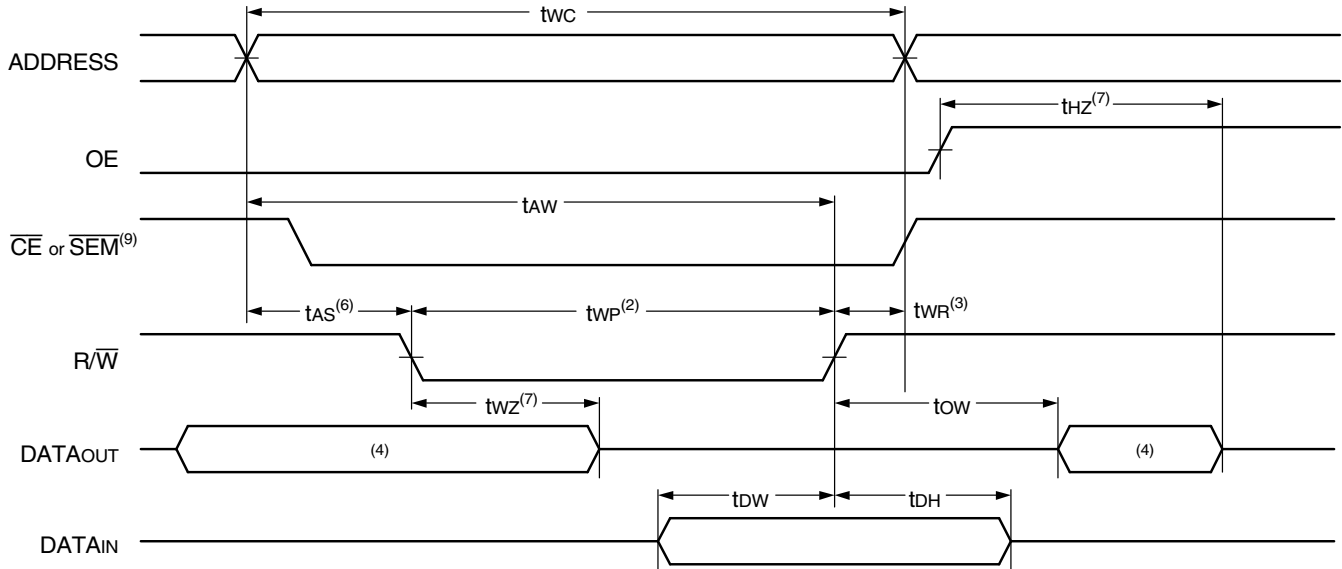 tWC
ADDRESS
tHZ(7)
OE
tAW
CE or SEM(9)
tAS(6) tWP(2) tWR(3)
R/W
tWZ(7) tOW
DATAOUT (4) (4)
tDW tDH
DATAIN